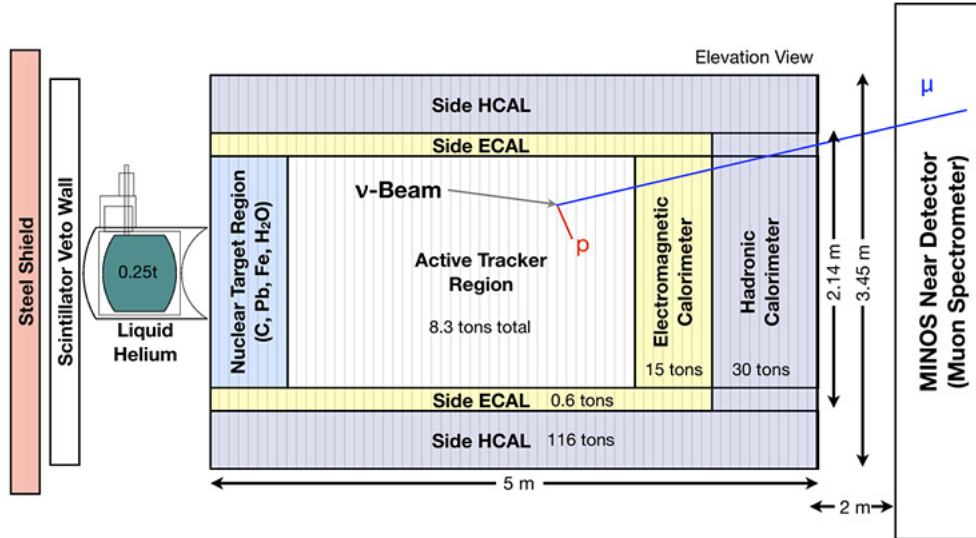 Elevation View
Steel Shield
Scintillator Veto Wall
0.25t
Liquid
Helium
Side HCAL
Side ECAL
Nuclear Target Region
(C, Pb, Fe, H₂O)
ν-Beam
p
μ
Active Tracker
Region
8.3 tons total
Electromagnetic
Calorimeter
15 tons
Hadronic
Calorimeter
30 tons
Side ECAL 0.6 tons
Side HCAL 116 tons
5 m
2.14 m
3.45 m
2 m
MINOS Near Detector
(Muon Spectrometer)